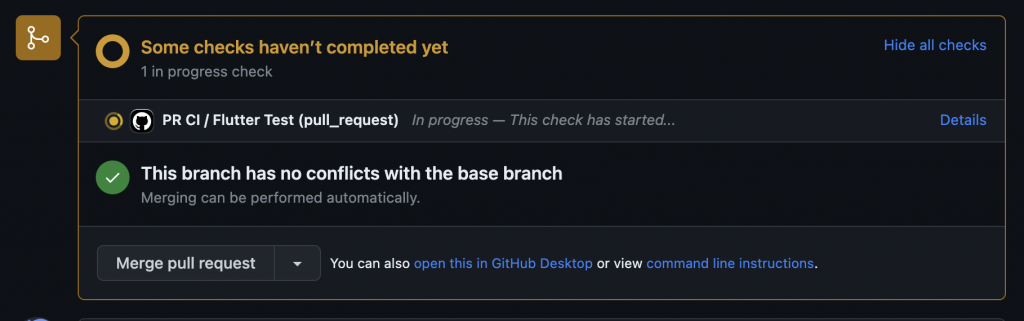 Some checks haven’t completed yet
Hide all checks
1 in progress check
PR CI / Flutter Test (pull_request) In progress — This check has started...
Details
This branch has no conflicts with the base branch
Merging can be performed automatically.
Merge pull request
You can also open this in GitHub Desktop or view command line instructions.